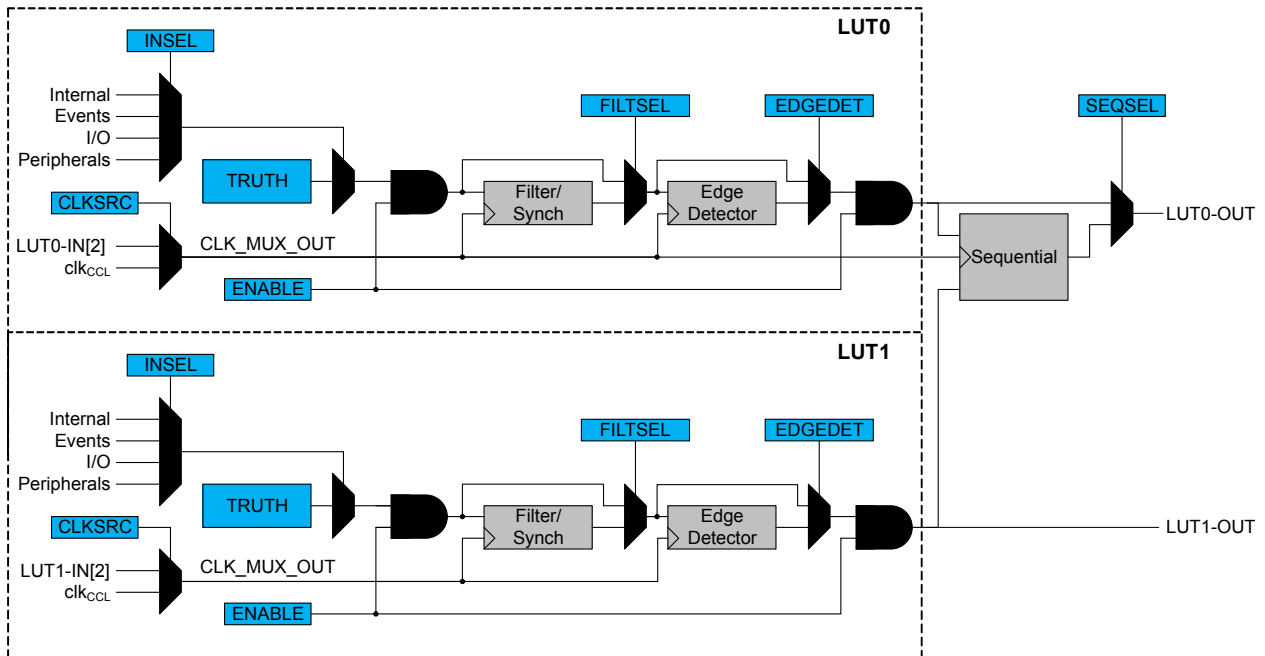 LUT0
INSEL
Internal
Events
I/O
Peripherals
TRUTH
CLKSRC
LUT0-IN[2]
clkCCL
CLK_MUX_OUT
ENABLE
FILTSEL
Filter/
Synch
EDGEDET
Edge
Detector
SEQSEL
Sequential
LUT0-OUT
LUT1
INSEL
Internal
Events
I/O
Peripherals
TRUTH
CLKSRC
LUT1-IN[2]
clkCCL
CLK_MUX_OUT
ENABLE
FILTSEL
Filter/
Synch
EDGEDET
Edge
Detector
LUT1-OUT